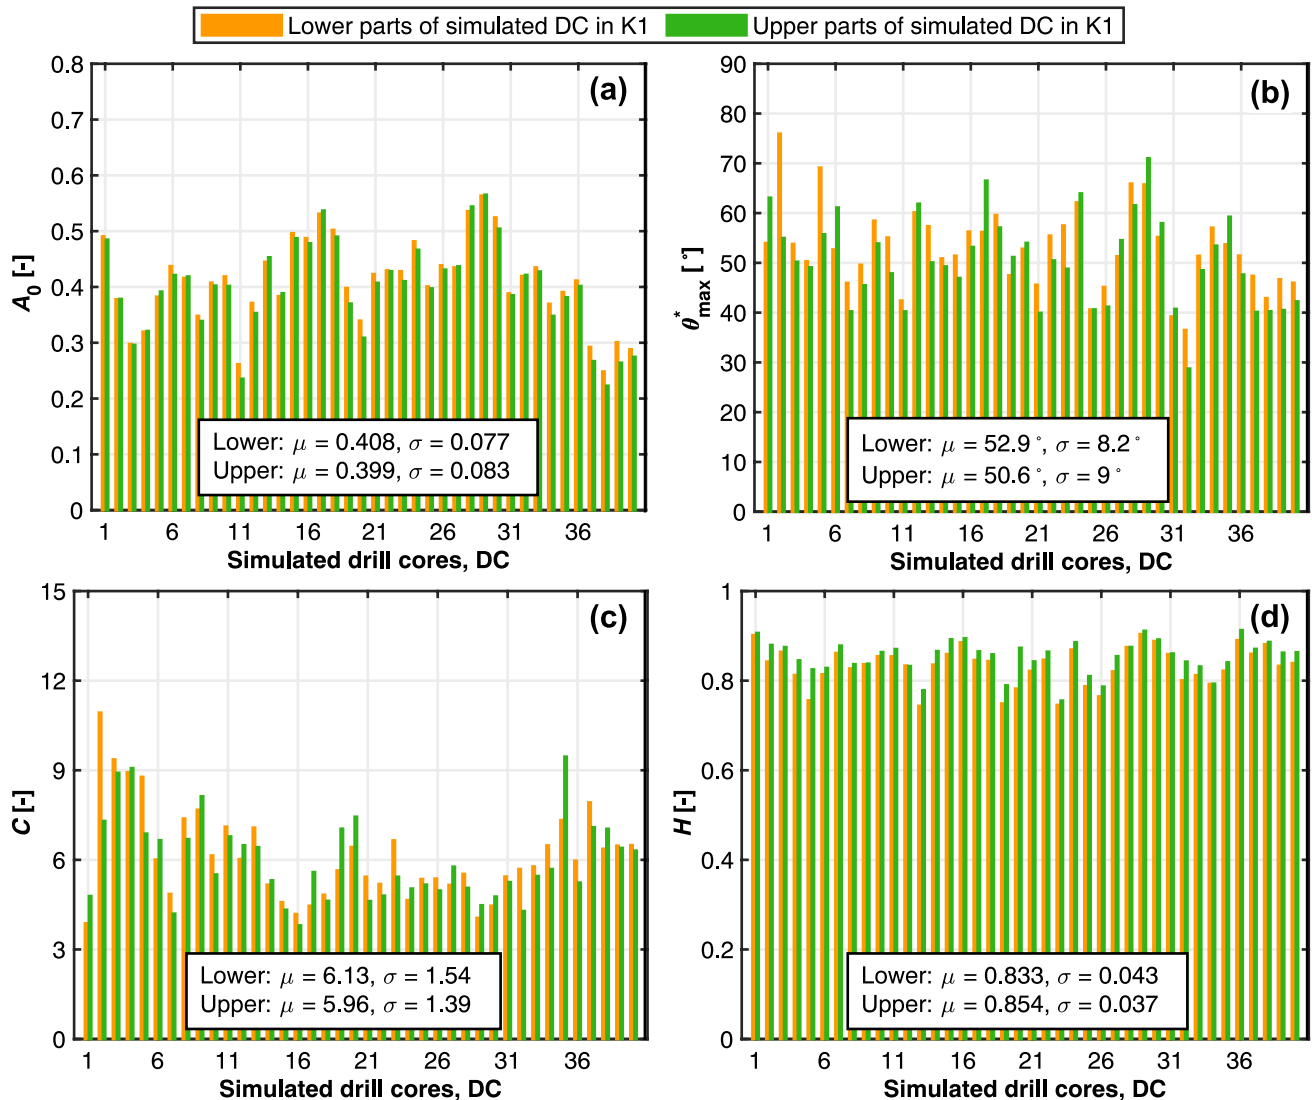 Lower parts of simulated DC in K1 Upper parts of simulated DC in K1
(a)
0.8
0.7
0.6
0.5
0.4
0.3
0.2
0.1
0
A0 [-]
Lower: μ = 0.408, σ = 0.077
Upper: μ = 0.399, σ = 0.083
1 6 11 16 21 26 31 36
Simulated drill cores, DC
(b)
90
80
70
60
50
40
30
20
10
0
θ*max [°]
Lower: μ = 52.9°, σ = 8.2°
Upper: μ = 50.6°, σ = 9°
1 6 11 16 21 26 31 36
Simulated drill cores, DC
(c)
15
12
9
6
3
0
C [-]
Lower: μ = 6.13, σ = 1.54
Upper: μ = 5.96, σ = 1.39
1 6 11 16 21 26 31 36
Simulated drill cores, DC
(d)
1
0.8
0.6
0.4
0.2
0
H [-]
Lower: μ = 0.833, σ = 0.043
Upper: μ = 0.854, σ = 0.037
1 6 11 16 21 26 31 36
Simulated drill cores, DC